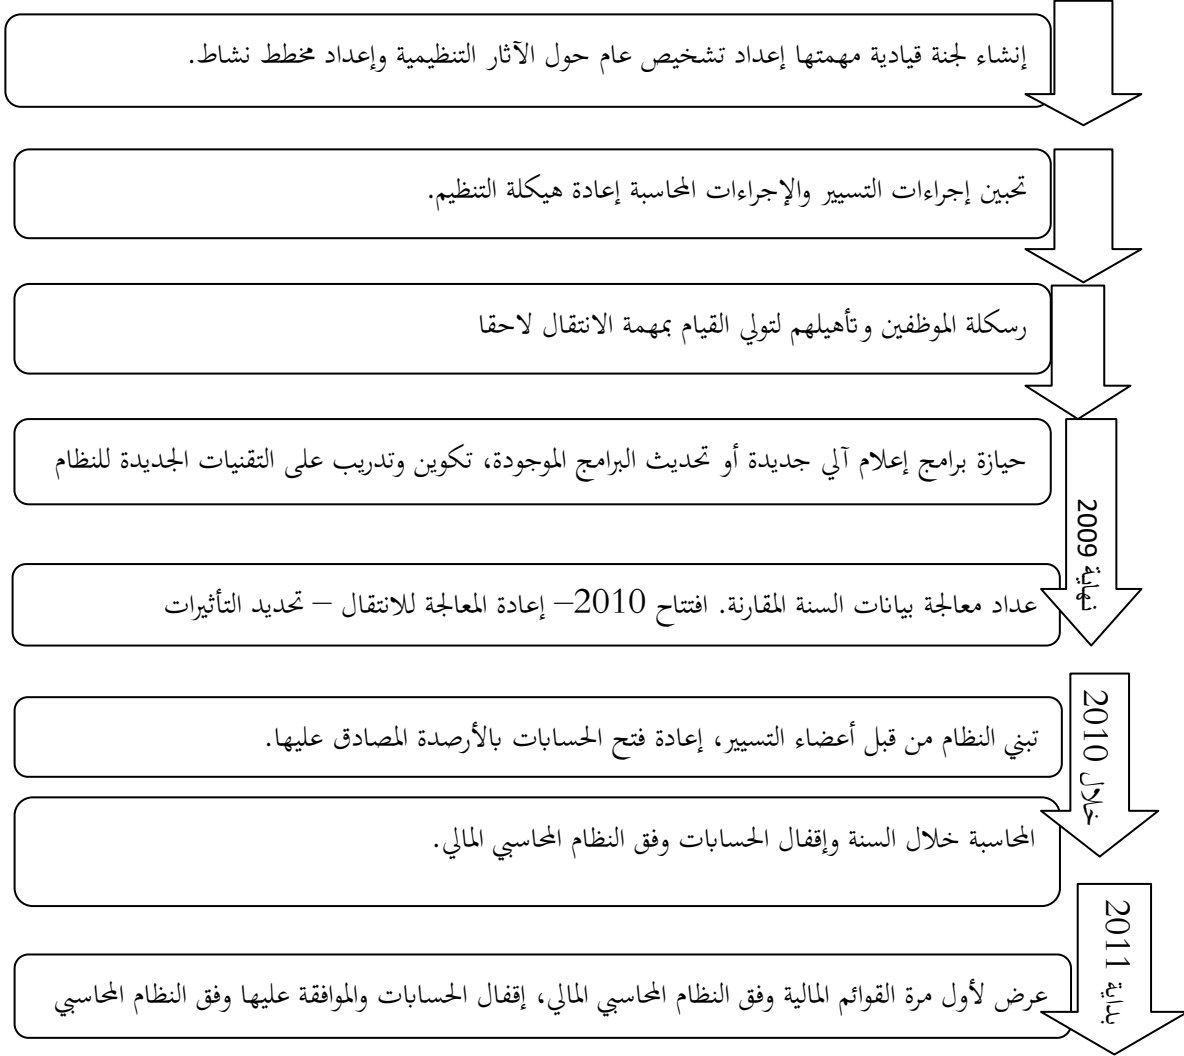 إنشاء لجنة قيادية مهمتها إعداد تشخيص عام حول الآثار التنظيمية وإعداد مخطط نشاط.
تحبين إجراءات التسيير والإجراءات المحاسبة إعادة هيكلة التنظيم.
رسكلة الموظفين وتأهيلهم لتولي القيام بمهمة الانتقال لاحقا
حيازة برامج إعلام آلي جديدة أو تحديث البرامج الموجودة، تكوين وتدريب على التقنيات الجديدة للنظام
نهاية 2009
عداد معالجة بيانات السنة المقارنة. افتتاح 2010– إعادة المعالجة للانتقال – تحديد التأثيرات
خلال 2010
تبني النظام من قبل أعضاء التسيير، إعادة فتح الحسابات بالأرصدة المصادق عليها.
المحاسبة خلال السنة وإقفال الحسابات وفق النظام المحاسبي المالي.
بداية 2011
عرض لأول مرة القوائم المالية وفق النظام المحاسبي المالي، إقفال الحسابات والموافقة عليها وفق النظام المحاسبي